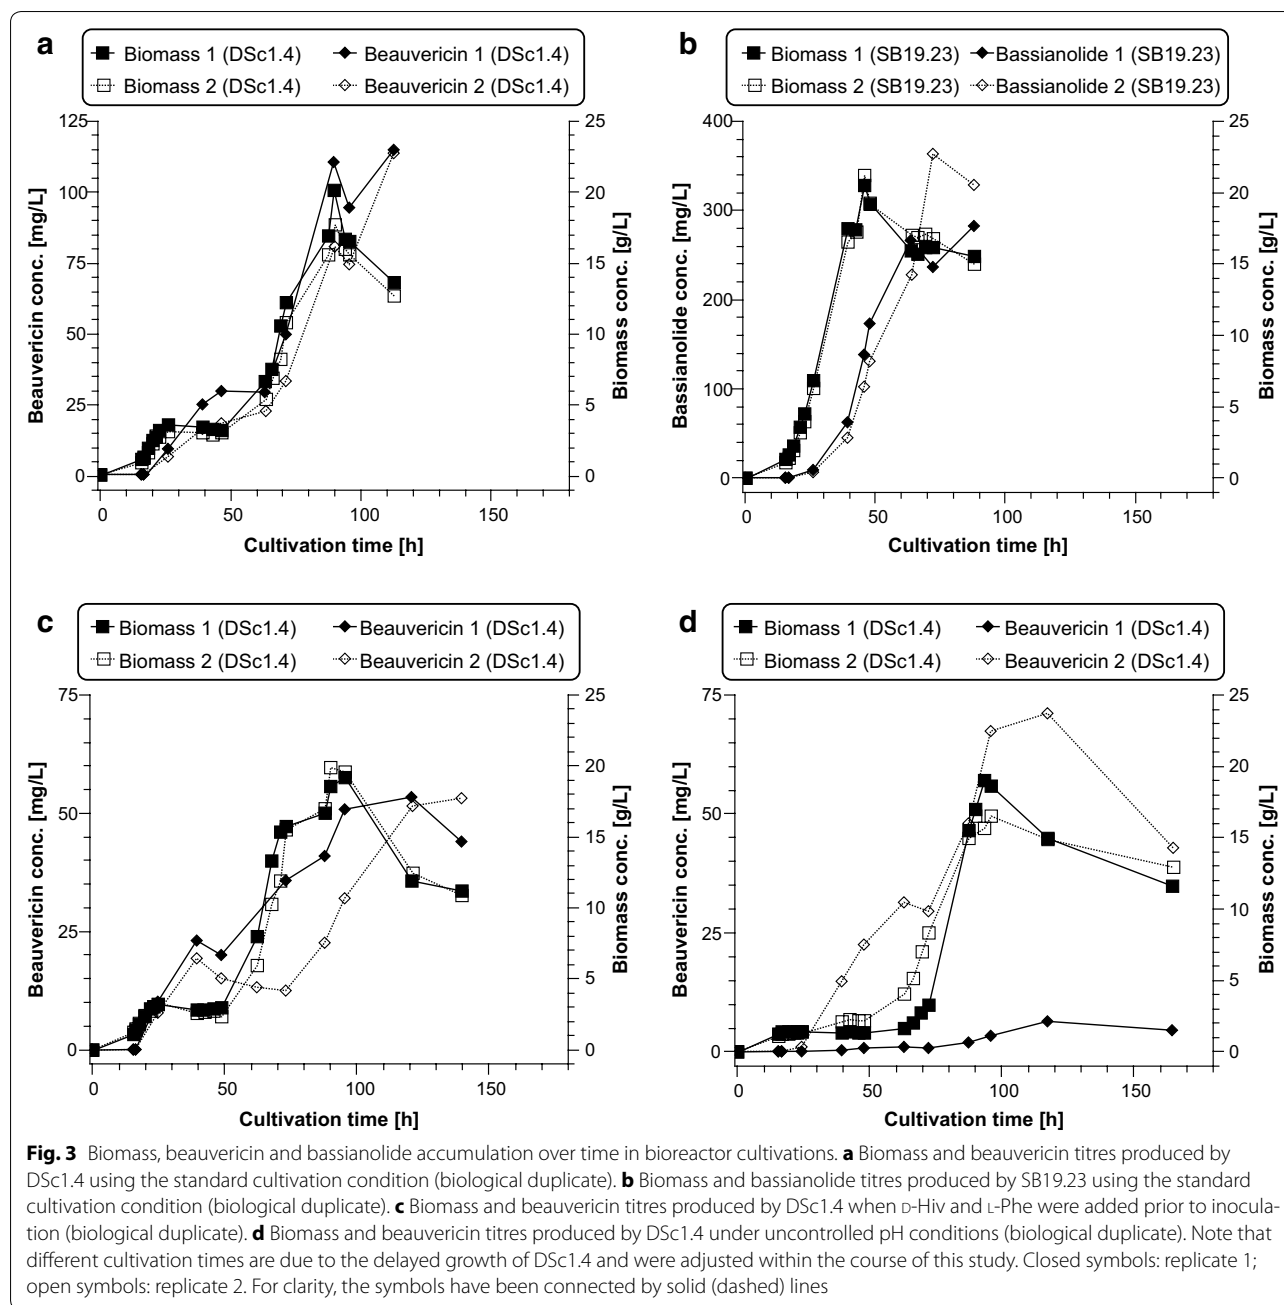 a
Biomass 1 (DSc1.4) Beauvericin 1 (DSc1.4)
Biomass 2 (DSc1.4) Beauvericin 2 (DSc1.4)
125
100
75
50
25
0
Beauvericin conc. [mg/L]
25
20
15
10
5
0
Biomass conc. [g/L]
0 50 100 150
Cultivation time [h]
b
Biomass 1 (SB19.23) Bassianolide 1 (SB19.23)
Biomass 2 (SB19.23) Bassianolide 2 (SB19.23)
400
300
200
100
0
Bassianolide conc. [mg/L]
25
20
15
10
5
0
Biomass conc. [g/L]
0 50 100 150
Cultivation time [h]
c
Biomass 1 (DSc1.4) Beauvericin 1 (DSc1.4)
Biomass 2 (DSc1.4) Beauvericin 2 (DSc1.4)
75
50
25
0
Beauvericin conc. [mg/L]
25
20
15
10
5
0
Biomass conc. [g/L]
0 50 100 150
Cultivation time [h]
d
Biomass 1 (DSc1.4) Beauvericin 1 (DSc1.4)
Biomass 2 (DSc1.4) Beauvericin 2 (DSc1.4)
75
50
25
0
Beauvericin conc. [mg/L]
25
20
15
10
5
0
Biomass conc. [g/L]
0 50 100 150
Cultivation time [h]
Fig. 3 Biomass, beauvericin and bassianolide accumulation over time in bioreactor cultivations. a Biomass and beauvericin titres produced by
DSc1.4 using the standard cultivation condition (biological duplicate). b Biomass and bassianolide titres produced by SB19.23 using the standard
cultivation condition (biological duplicate). c Biomass and beauvericin titres produced by DSc1.4 when D-Hiv and L-Phe were added prior to inocula-
tion (biological duplicate). d Biomass and beauvericin titres produced by DSc1.4 under uncontrolled pH conditions (biological duplicate). Note that
different cultivation times are due to the delayed growth of DSc1.4 and were adjusted within the course of this study. Closed symbols: replicate 1;
open symbols: replicate 2. For clarity, the symbols have been connected by solid (dashed) lines